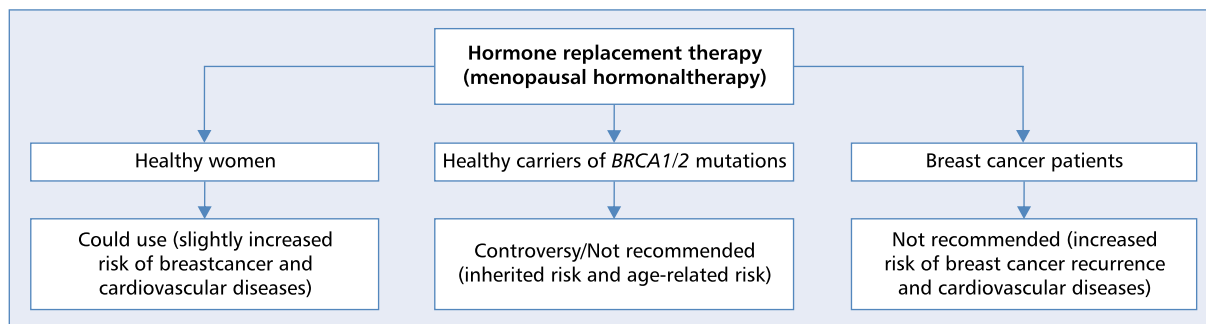 Hormone replacement therapy
(menopausal hormonaltherapy)
Healthy women
Healthy carriers of BRCA1/2 mutations
Breast cancer patients
Could use (slightly increased
risk of breastcancer and
cardiovascular diseases)
Controversy/Not recommended
(inherited risk and age-related risk)
Not recommended (increased
risk of breast cancer recurrence
and cardiovascular diseases)